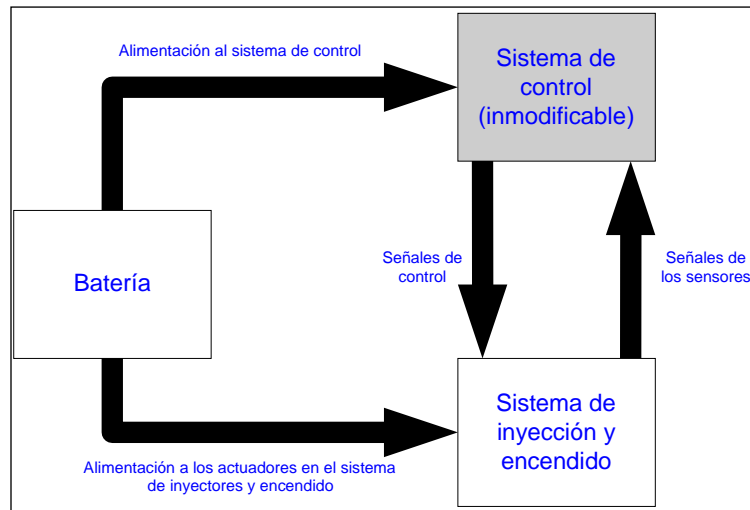 Alimentación al sistema de control
Sistema de
control
(inmodificable)
Batería
Señales de
control
Señales de
los sensores
Sistema de
inyección y
encendido
Alimentación a los actuadores en el sistema
de inyectores y encendido